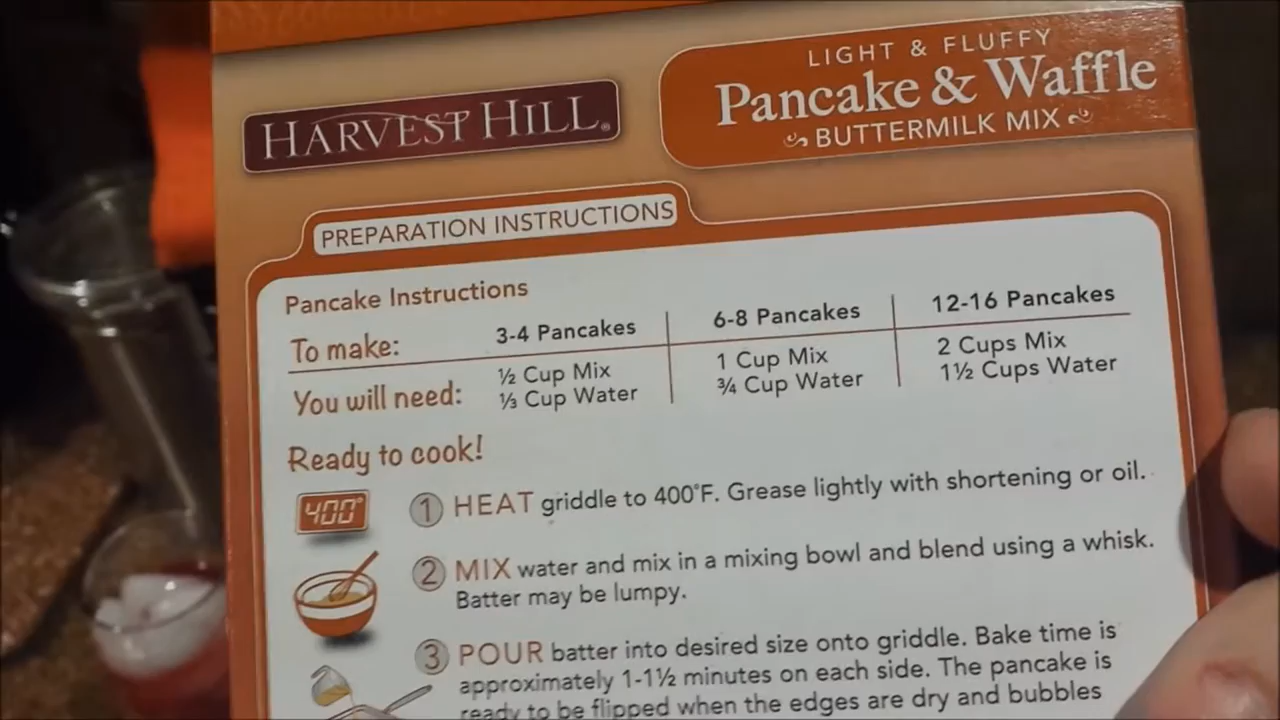 HARVEST HILL®
LIGHT & FLUFFY
Pancake & Waffle
BUTTERMILK MIX
PREPARATION INSTRUCTIONS
Pancake Instructions
To make: 3-4 Pancakes 6-8 Pancakes 12-16 Pancakes
You will need: ½ Cup Mix 1 Cup Mix 2 Cups Mix
⅓ Cup Water ¾ Cup Water 1½ Cups Water
Ready to cook!
400°
1 HEAT griddle to 400°F. Grease lightly with shortening or oil.
2 MIX water and mix in a mixing bowl and blend using a whisk.
Batter may be lumpy.
3 POUR batter into desired size onto griddle. Bake time is
approximately 1-1½ minutes on each side. The pancake is
ready to be flipped when the edges are dry and bubbles